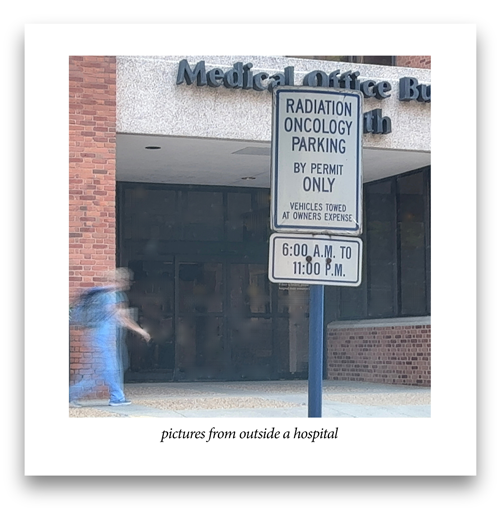 Medical Office Bu
th
RADIATION
ONCOLOGY
PARKING
BY PERMIT
ONLY
VEHICLES TOWED
AT OWNERS EXPENSE
6:00 A.M. TO
11:00 P.M.
pictures from outside a hospital